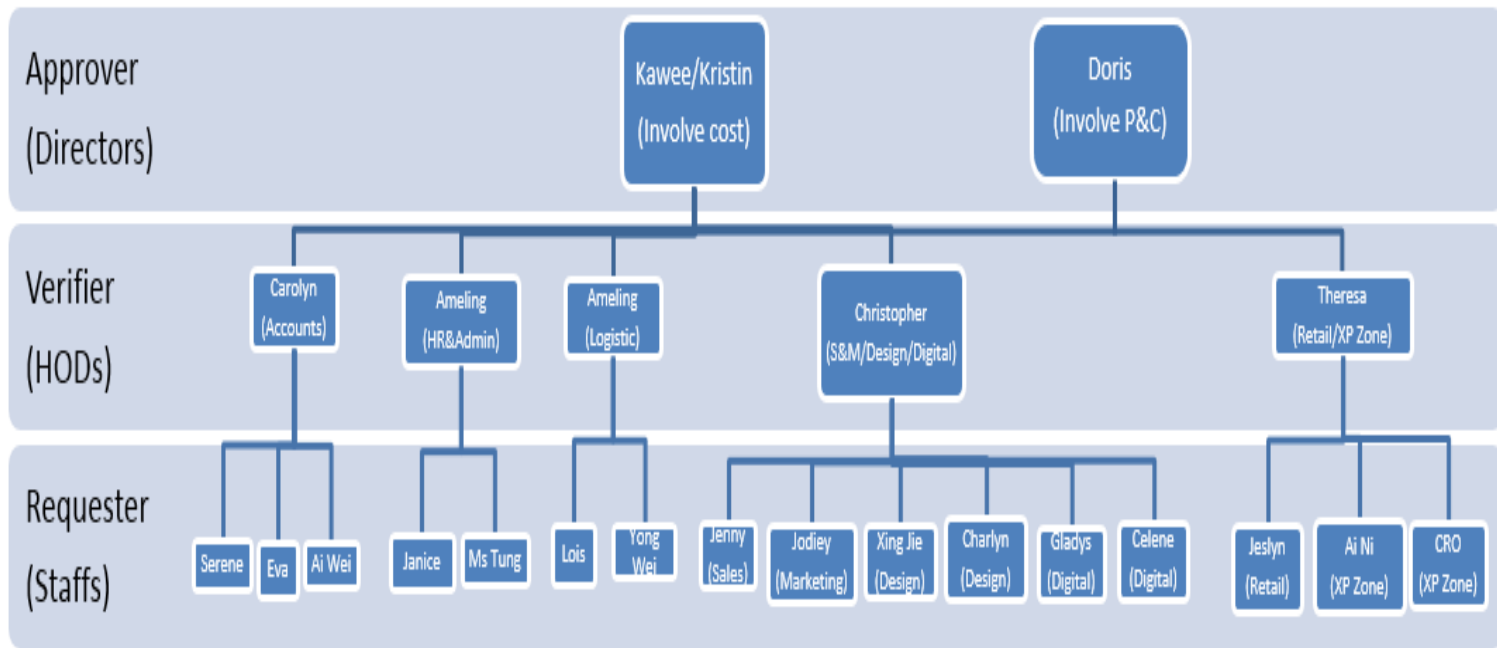 Approver
(Directors)
Kawee/Kristin
(Involve cost)
Doris
(Involve P&C)
Verifier
(HODs)
Carolyn
(Accounts)
Ameling
(HR&Admin)
Ameling
(Logistic)
Christopher
(S&M/Design/Digital)
Theresa
(Retail/XP Zone)
Requester
(Staffs)
Serene
Eva
Ai Wei
Janice
Ms Tung
Lois
Yong
Wei
Jenny
(Sales)
Jodiey
(Marketing)
Xing Jie
(Design)
Charlyn
(Design)
Gladys
(Digital)
Celene
(Digital)
Jeslyn
(Retail)
Ai Ni
(XP Zone)
CRO
(XP Zone)